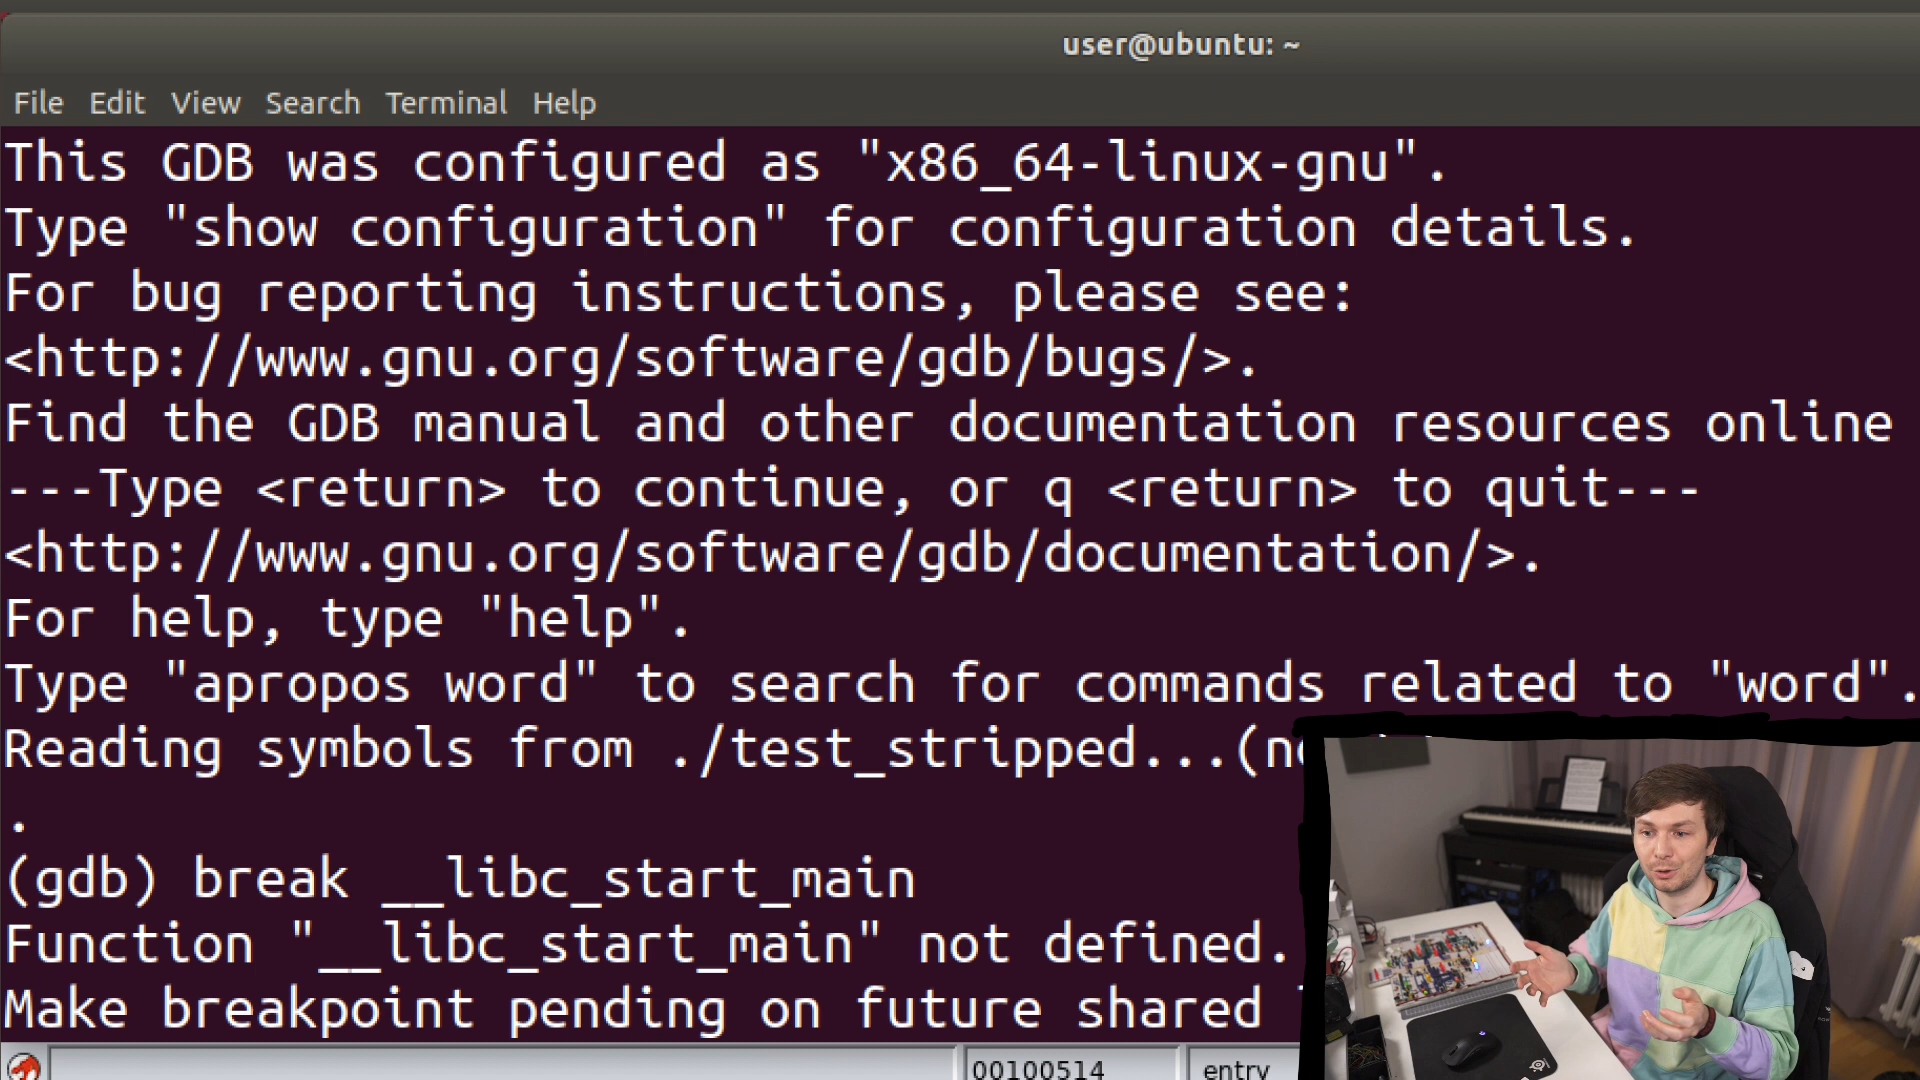 user@ubuntu: ~
File Edit View Search Terminal Help
This GDB was configured as "x86_64-linux-gnu".
Type "show configuration" for configuration details.
For bug reporting instructions, please see:
<http://www.gnu.org/software/gdb/bugs/>.
Find the GDB manual and other documentation resources online
---Type <return> to continue, or q <return> to quit---
<http://www.gnu.org/software/gdb/documentation/>.
For help, type "help".
Type "apropos word" to search for commands related to "word".
Reading symbols from ./test_stripped...(no
.
(gdb) break __libc_start_main
Function "__libc_start_main" not defined.
Make breakpoint pending on future shared
00100514 entry